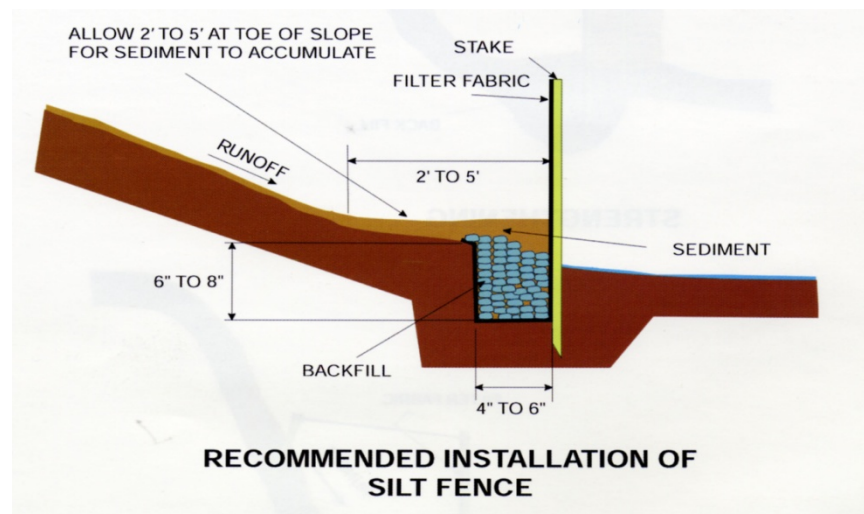 ALLOW 2' TO 5' AT TOE OF SLOPE
FOR SEDIMENT TO ACCUMULATE
STAKE
FILTER FABRIC
RUNOFF
2' TO 5'
SEDIMENT
6" TO 8"
BACKFILL
4" TO 6"
RECOMMENDED INSTALLATION OF
SILT FENCE